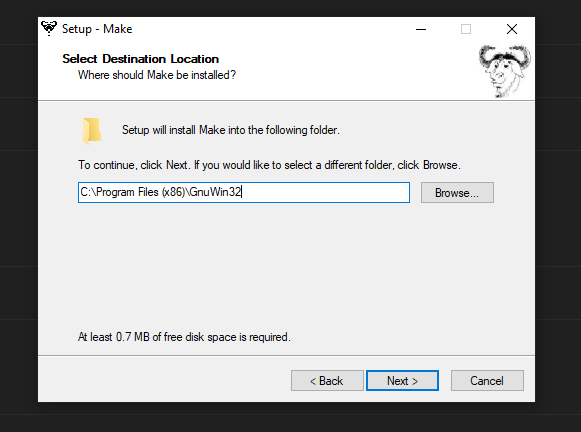 Setup - Make
Select Destination Location
Where should Make be installed?
Setup will install Make into the following folder.
To continue, click Next. If you would like to select a different folder, click Browse.
C:\Program Files (x86)\GnuWin32
Browse...
At least 0.7 MB of free disk space is required.
< Back
Next >
Cancel